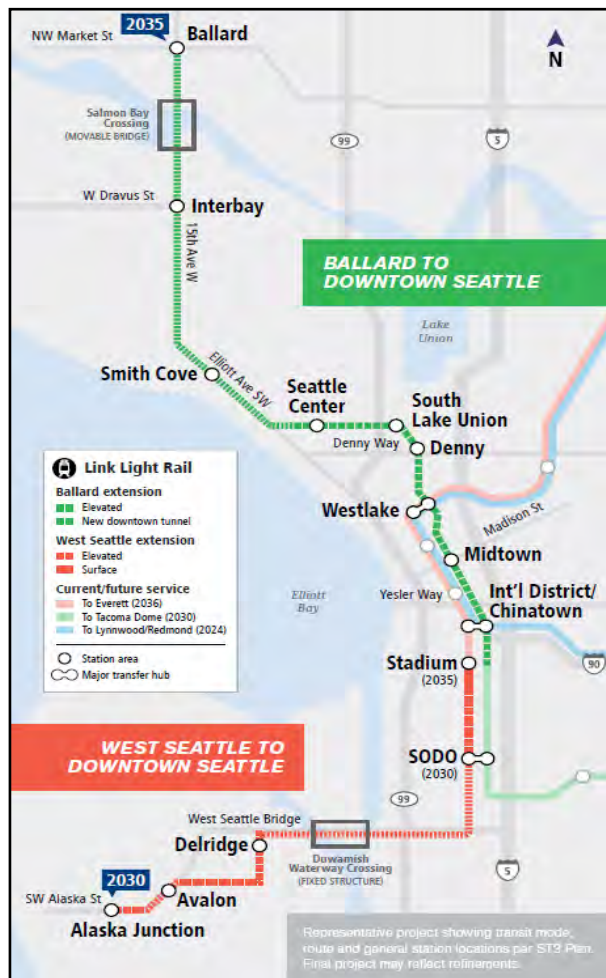 2035
NW Market St
Ballard
N
Salmon Bay
Crossing
(MOVABLE BRIDGE)
99
5
W Dravus St
Interbay
15th Ave W
BALLARD TO
DOWNTOWN SEATTLE
Lake
Union
Smith Cove
Elliott Ave SW
Seattle
Center
South
Lake Union
Denny Way
Denny
Link Light Rail
Ballard extension
Elevated
New downtown tunnel
West Seattle extension
Elevated
Surface
Current/future service
To Everett (2036)
To Tacoma Dome (2030)
To Lynnwood/Redmond (2024)
Station area
Major transfer hub
Westlake
Madison St
Midtown
Elliott
Bay
Yesler Way
Int'l District/
Chinatown
Stadium
(2035)
90
WEST SEATTLE TO
DOWNTOWN SEATTLE
SODO
(2030)
99
West Seattle Bridge
Delridge
Duwamish
Waterway Crossing
(FIXED STRUCTURE)
5
2030
SW Alaska St
Avalon
Alaska Junction
Representative project showing transit mode,
route and general station locations per ST3 Plan.
Final project may reflect refinements.